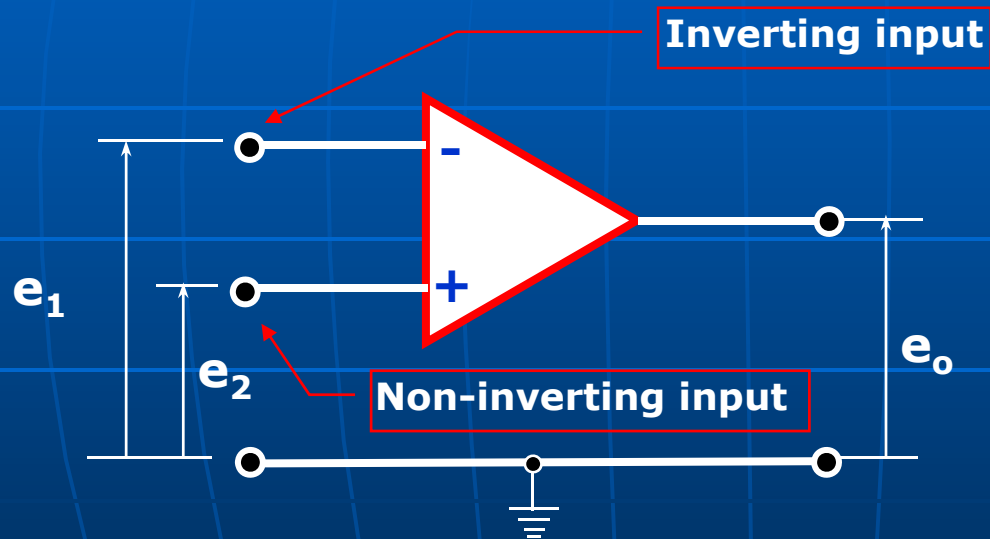 Inverting input
-
+
e₁
e₂
eₒ
Non-inverting input